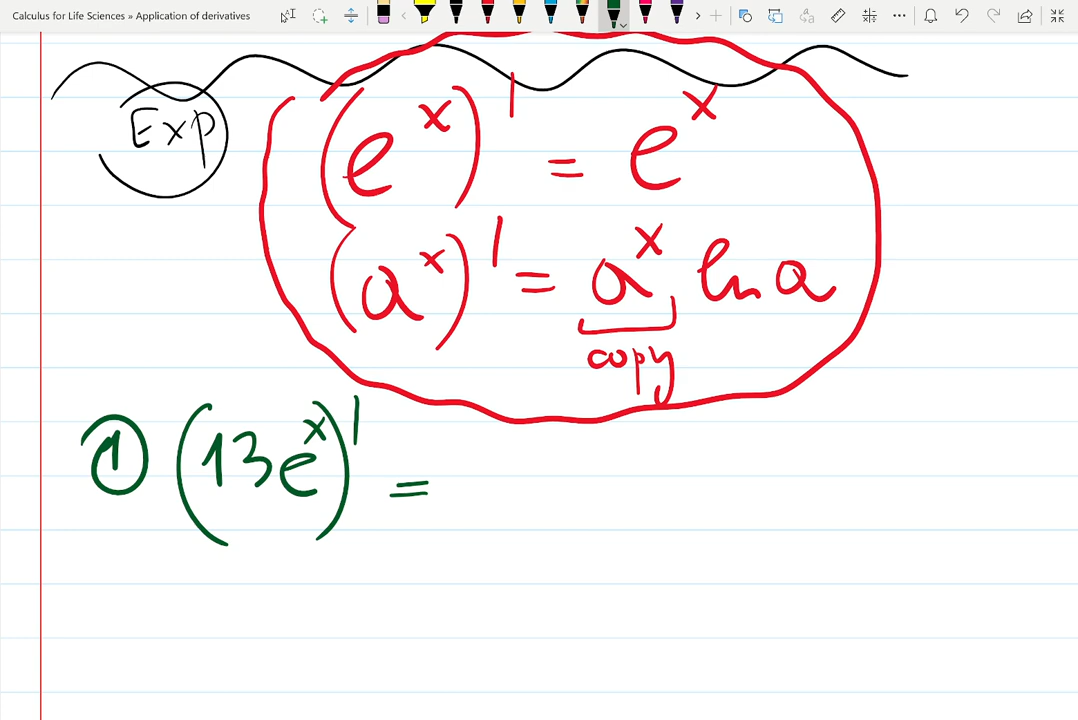 Calculus for Life Sciences » Application of derivatives
Exp
(e^x)' = e^x
(a^x)' = a^x ln a
copy
① (13e^x)' =